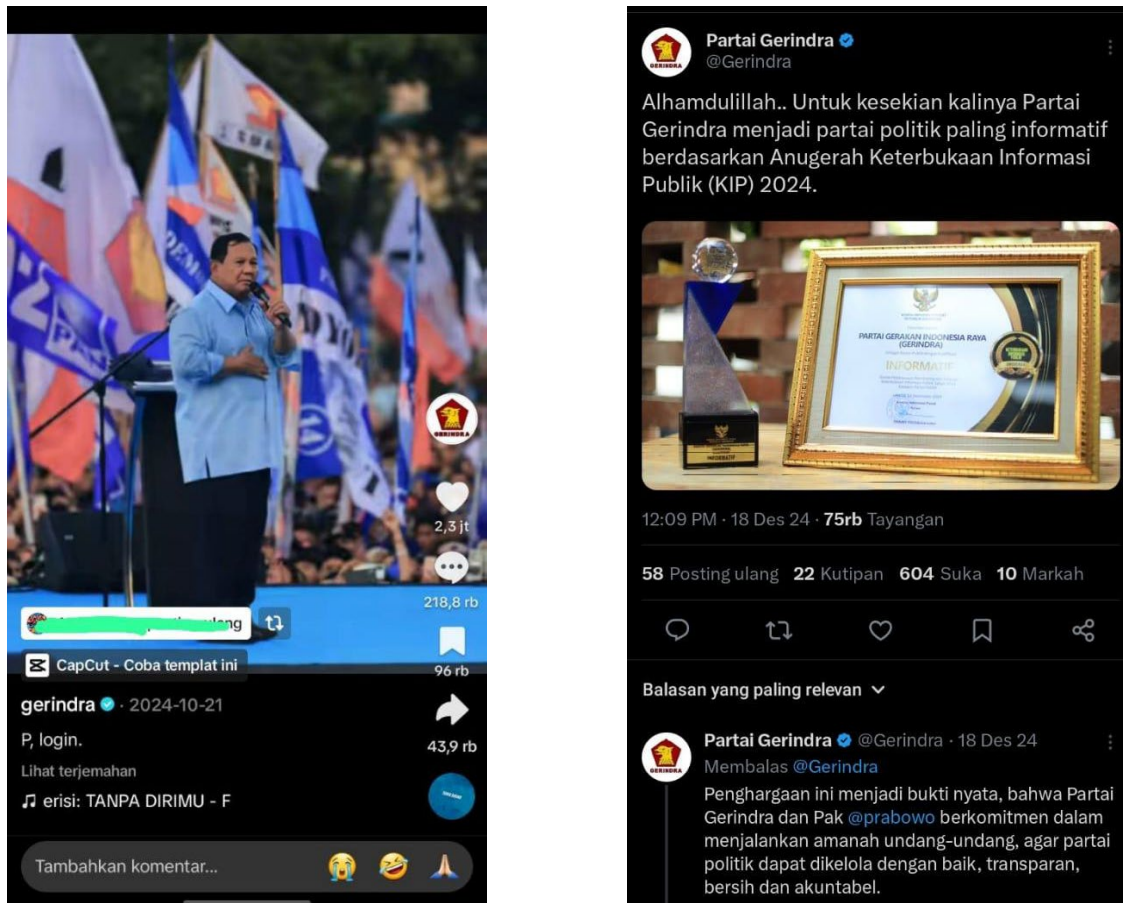 GERINDRA
2,3 jt
218,8 rb
CapCut - Coba templat ini
96 rb
gerindra · 2024-10-21
P, login.
43,9 rb
Lihat terjemahan
erisi: TANPA DIRIMU - F
Tambahkan komentar...
Partai Gerindra
@Gerindra
GERINDRA
Alhamdulillah.. Untuk kesekian kalinya Partai
Gerindra menjadi partai politik paling informatif
berdasarkan Anugerah Keterbukaan Informasi
Publik (KIP) 2024.
PARTAI GERAKAN INDONESIA RAYA
(GERINDRA)
INFORMATIF
INFORMATIF
12:09 PM · 18 Des 24 · 75rb Tayangan
58 Posting ulang 22 Kutipan 604 Suka 10 Markah
Balasan yang paling relevan
Partai Gerindra @Gerindra · 18 Des 24
GERINDRA
Membalas @Gerindra
Penghargaan ini menjadi bukti nyata, bahwa Partai
Gerindra dan Pak @prabowo berkomitmen dalam
menjalankan amanah undang-undang, agar partai
politik dapat dikelola dengan baik, transparan,
bersih dan akuntabel.